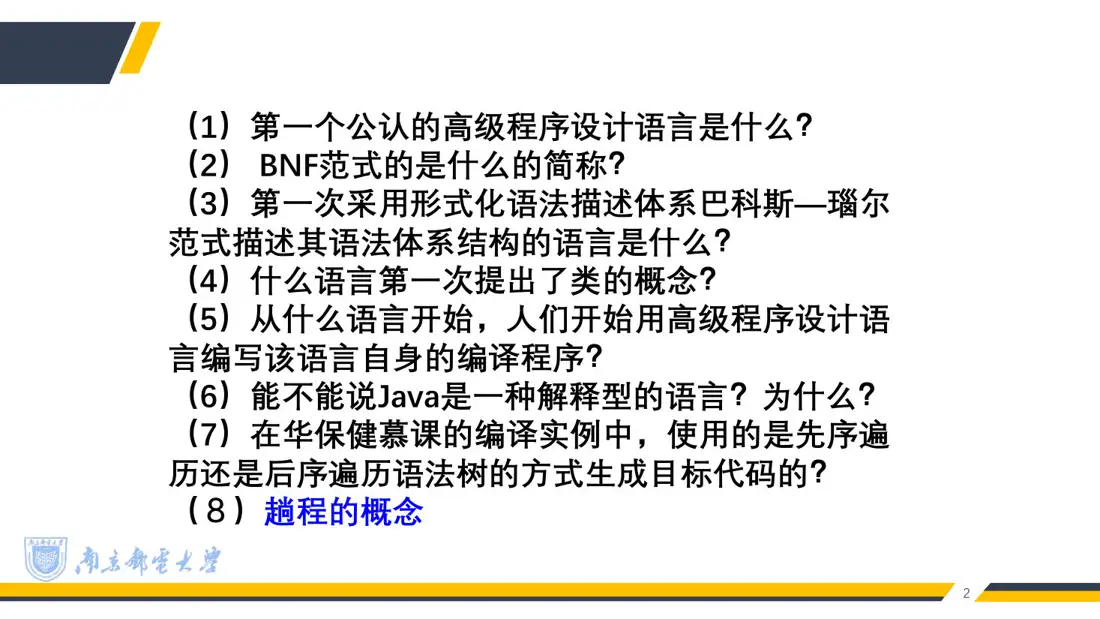 （1）第一个公认的高级程序设计语言是什么？
（2） BNF范式的是什么的简称？
（3）第一次采用形式化语法描述体系巴科斯—瑙尔
范式描述其语法体系结构的语言是什么？
（4）什么语言第一次提出了类的概念？
（5）从什么语言开始，人们开始用高级程序设计语
言编写该语言自身的编译程序？
（6）能不能说Java是一种解释型的语言？为什么？
（7）在华保健慕课的编译实例中，使用的是先序遍
历还是后序遍历语法树的方式生成目标代码的？
（８）趟程的概念
南京邮电大学
2